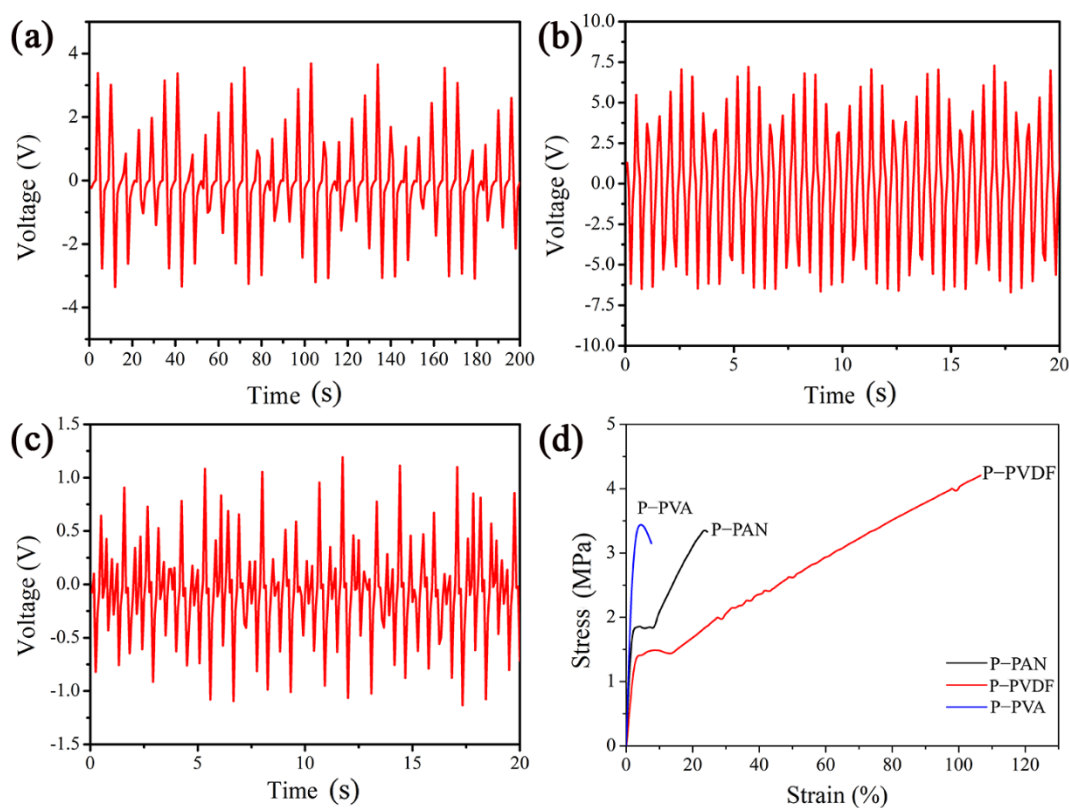 (a)
4
2
0
-2
-4
Voltage (V)
0 20 40 60 80 100 120 140 160 180 200
Time (s)
(b)
10.0
7.5
5.0
2.5
0.0
-2.5
-5.0
-7.5
-10.0
Voltage (V)
0 5 10 15 20
Time (s)
(c)
1.5
1.0
0.5
0.0
-0.5
-1.0
-1.5
Voltage (V)
0 5 10 15 20
Time (s)
(d)
5
4
3
2
1
0
Stress (MPa)
P-PVDF
P-PVA
P-PAN
P-PAN
P-PVDF
P-PVA
0 20 40 60 80 100 120
Strain (%)